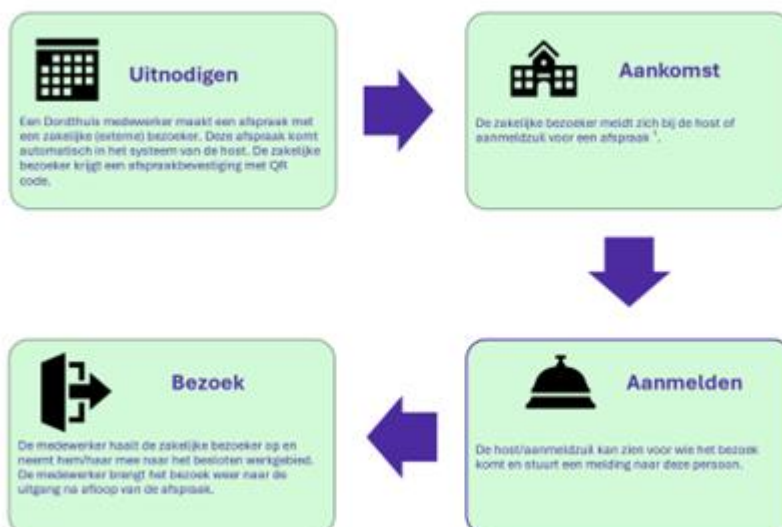 Uitnodigen
Een Dordthuis medewerker maakt een afspraak met
een zakelijke (externe) bezoeker. Deze afspraak komt
automatisch in het systeem van de host. De zakelijke
bezoeker krijgt een afspraakbevestiging met QR
code.
Aankomst
De zakelijke bezoeker meldt zich bij de host of
aanmeldzuil voor een afspraak ¹.
Aanmelden
De host/aanmeldzuil kan zien voor wie het bezoek
komt en stuurt een melding naar deze persoon.
Bezoek
De medewerker haalt de zakelijke bezoeker op en
neemt hem/haar mee naar het besloten werkgebied.
De medewerker brengt het bezoek weer naar de
uitgang na afloop van de afspraak.